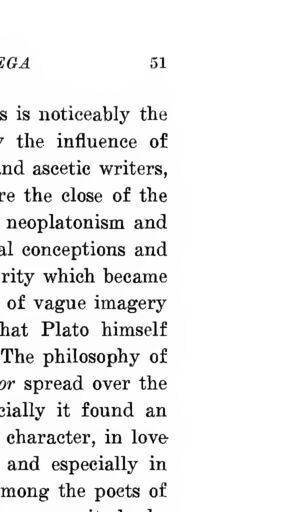 EGA 51
s is noticeably the
the influence of
nd ascetic writers,
re the close of the
neoplatonism and
al conceptions and
rity which became
of vague imagery
hat Plato himself
The philosophy of
or spread over the
cially it found an
character, in love
and especially in
mong the poets of